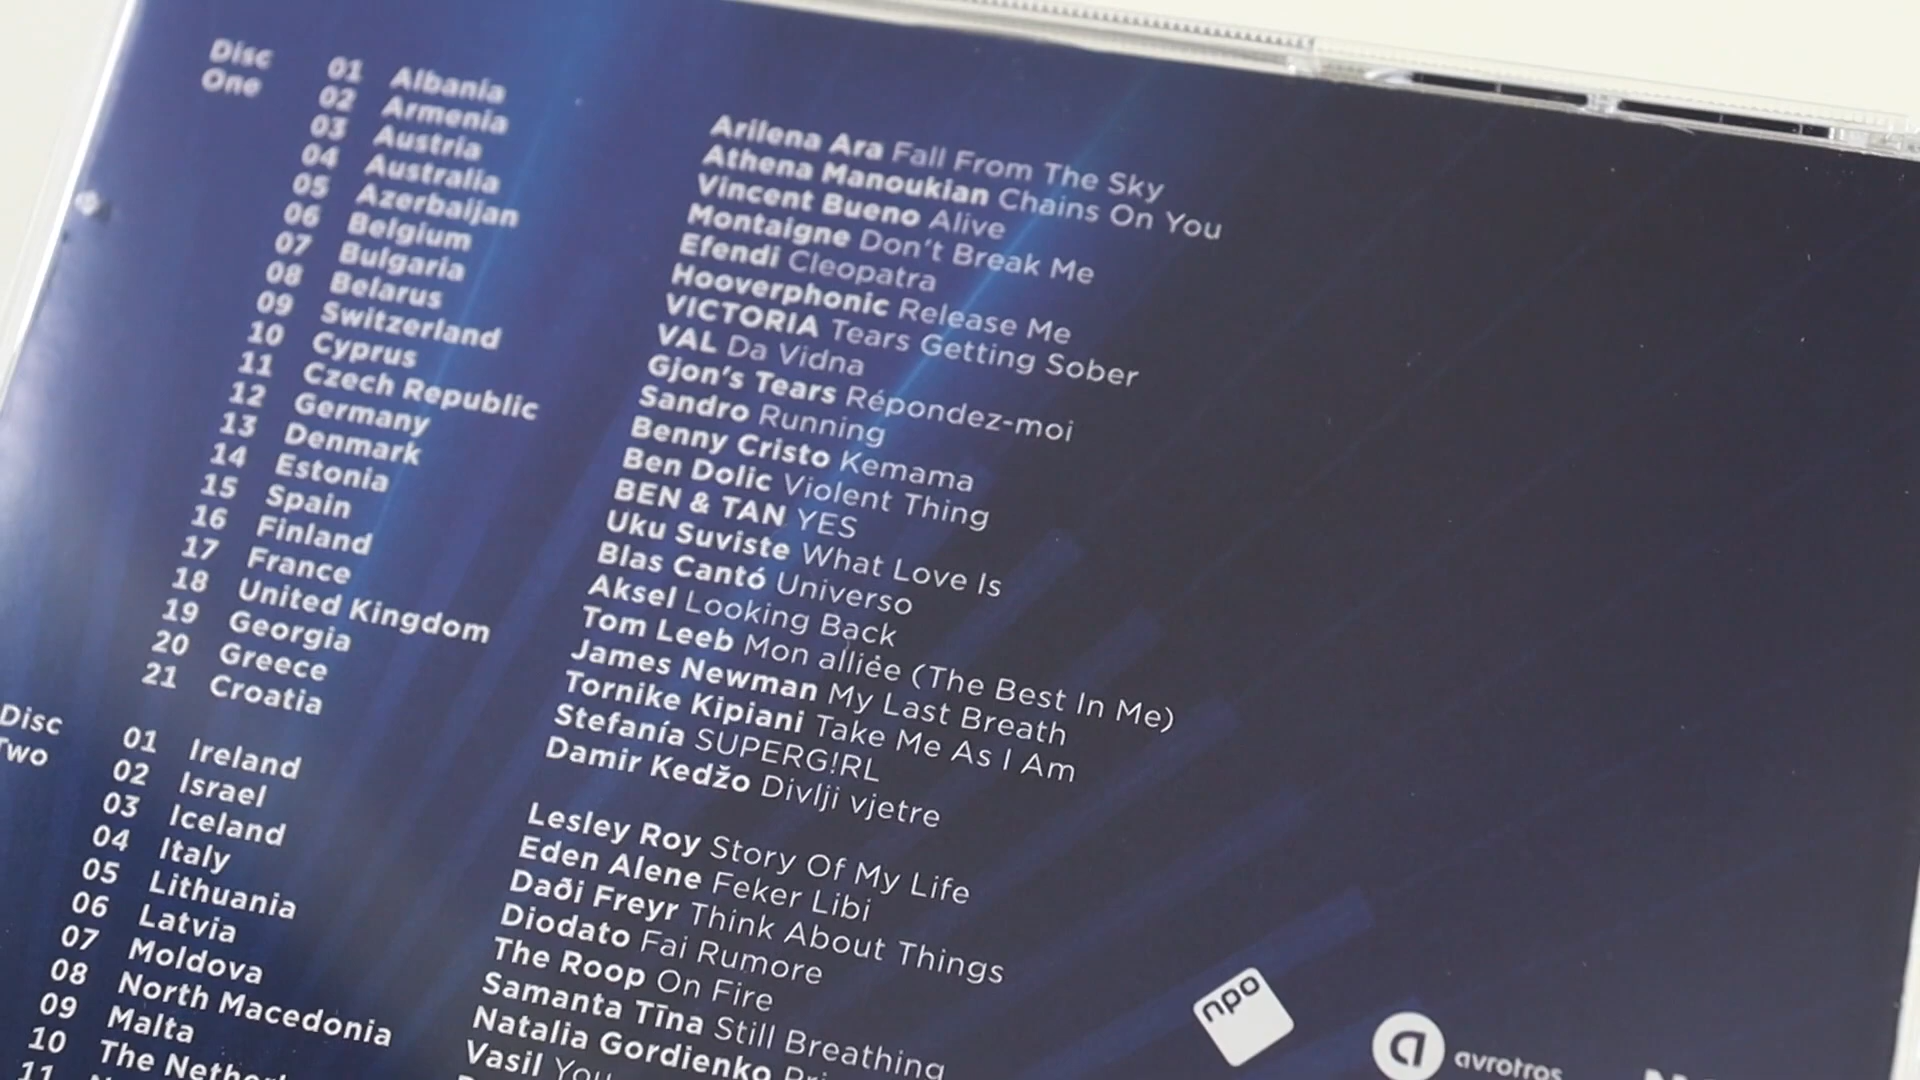 Disc One
01 Albania Arilena Ara Fall From The Sky
02 Armenia Athena Manoukian Chains On You
03 Austria Vincent Bueno Alive
04 Australia Montaigne Don't Break Me
05 Azerbaijan Efendi Cleopatra
06 Belgium Hooverphonic Release Me
07 Bulgaria VICTORIA Tears Getting Sober
08 Belarus VAL Da Vidna
09 Switzerland Gjon's Tears Répondez-moi
10 Cyprus Sandro Running
11 Czech Republic Benny Cristo Kemama
12 Germany Ben Dolic Violent Thing
13 Denmark BEN & TAN YES
14 Estonia Uku Suviste What Love Is
15 Spain Blas Cantó Universo
16 Finland Aksel Looking Back
17 France Tom Leeb Mon alliée (The Best In Me)
18 United Kingdom James Newman My Last Breath
19 Georgia Tornike Kipiani Take Me As I Am
20 Greece Stefanía SUPERG!RL
21 Croatia Damir Kedžo Divlji vjetre
Disc Two
01 Ireland Lesley Roy Story Of My Life
02 Israel Eden Alene Feker Libi
03 Iceland Daði Freyr Think About Things
04 Italy Diodato Fai Rumore
05 Lithuania The Roop On Fire
06 Latvia Samanta Tīna Still Breathing
07 Moldova Natalia Gordienko
08 North Macedonia Vasil You
09 Malta
10 The
11
npo
avrotros